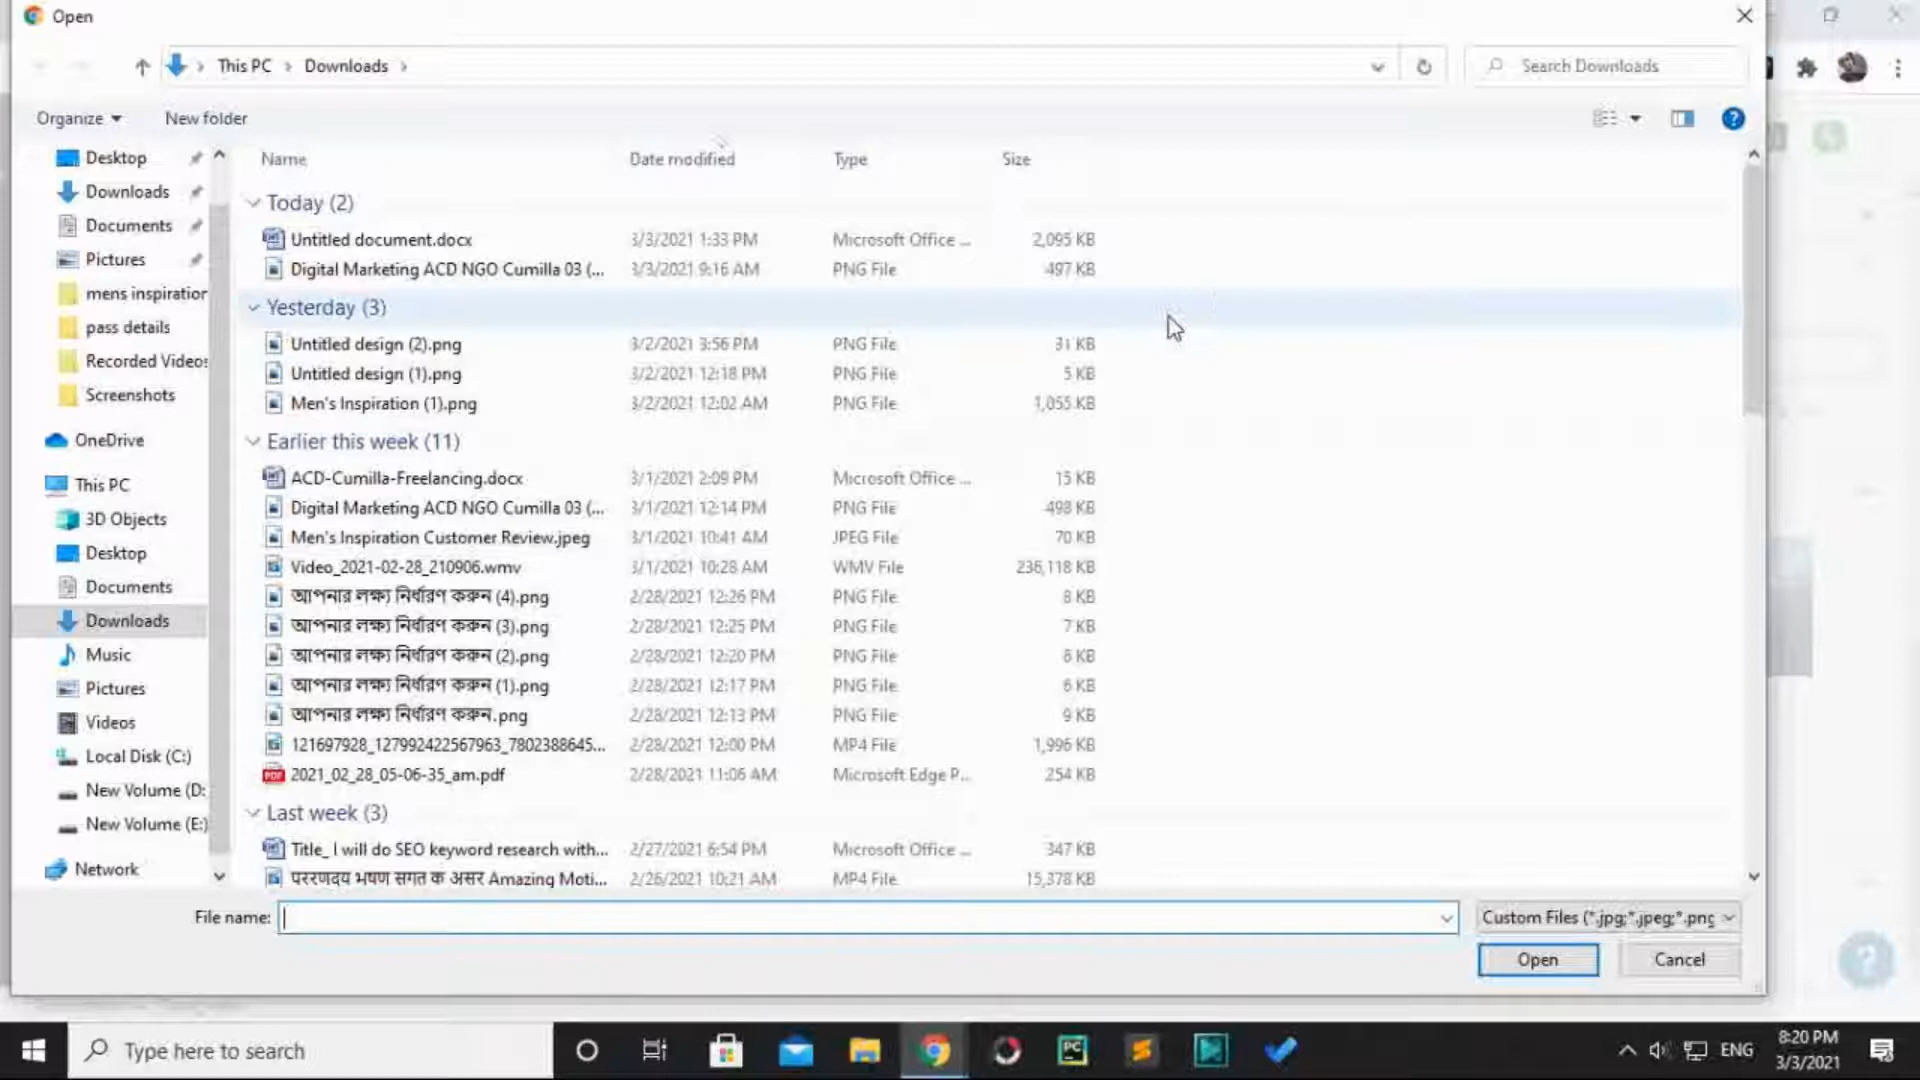 Open
This PC
Downloads
Search Downloads
Organize
New folder
Name
Date modified
Type
Size
Desktop
Downloads
Documents
Pictures
mens inspiration
pass details
Recorded Videos
Screenshots
OneDrive
This PC
3D Objects
Desktop
Documents
Downloads
Music
Pictures
Videos
Local Disk (C:)
New Volume (D:
New Volume (E:)
Network
Today (2)
Untitled document.docx 3/3/2021 1:33 PM Microsoft Office ... 2,095 KB
Digital Marketing ACD NGO Cumilla 03 (... 3/3/2021 9:16 AM PNG File 497 KB
Yesterday (3)
Untitled design (2).png 3/2/2021 3:56 PM PNG File 31 KB
Untitled design (1).png 3/2/2021 12:18 PM PNG File 5 KB
Men's Inspiration (1).png 3/2/2021 12:02 AM PNG File 1,055 KB
Earlier this week (11)
ACD-Cumilla-Freelancing.docx 3/1/2021 2:09 PM Microsoft Office ... 15 KB
Digital Marketing ACD NGO Cumilla 03 (... 3/1/2021 12:14 PM PNG File 498 KB
Men's Inspiration Customer Review.jpeg 3/1/2021 10:41 AM JPEG File 70 KB
Video_2021-02-28_210906.wmv 3/1/2021 10:28 AM WMV File 236,118 KB
আপনার লক্ষ্য নির্ধারণ করুন (4).png 2/28/2021 12:26 PM PNG File 8 KB
আপনার লক্ষ্য নির্ধারণ করুন (3).png 2/28/2021 12:25 PM PNG File 7 KB
আপনার লক্ষ্য নির্ধারণ করুন (2).png 2/28/2021 12:20 PM PNG File 8 KB
আপনার লক্ষ্য নির্ধারণ করুন (1).png 2/28/2021 12:17 PM PNG File 6 KB
আপনার লক্ষ্য নির্ধারণ করুন.png 2/28/2021 12:13 PM PNG File 9 KB
121697928_127992422567963_7802388645... 2/28/2021 12:00 PM MP4 File 1,996 KB
2021_02_28_05-06-35_am.pdf 2/28/2021 11:06 AM Microsoft Edge P... 254 KB
Last week (3)
Title_ I will do SEO keyword research with... 2/27/2021 6:54 PM Microsoft Office ... 347 KB
Amazing Moti... 2/26/2021 10:21 AM MP4 File 15,378 KB
File name:
Custom Files (*.jpg;*.jpeg;*.png
Open
Cancel
Type here to search
ENG
8:20 PM
3/3/2021